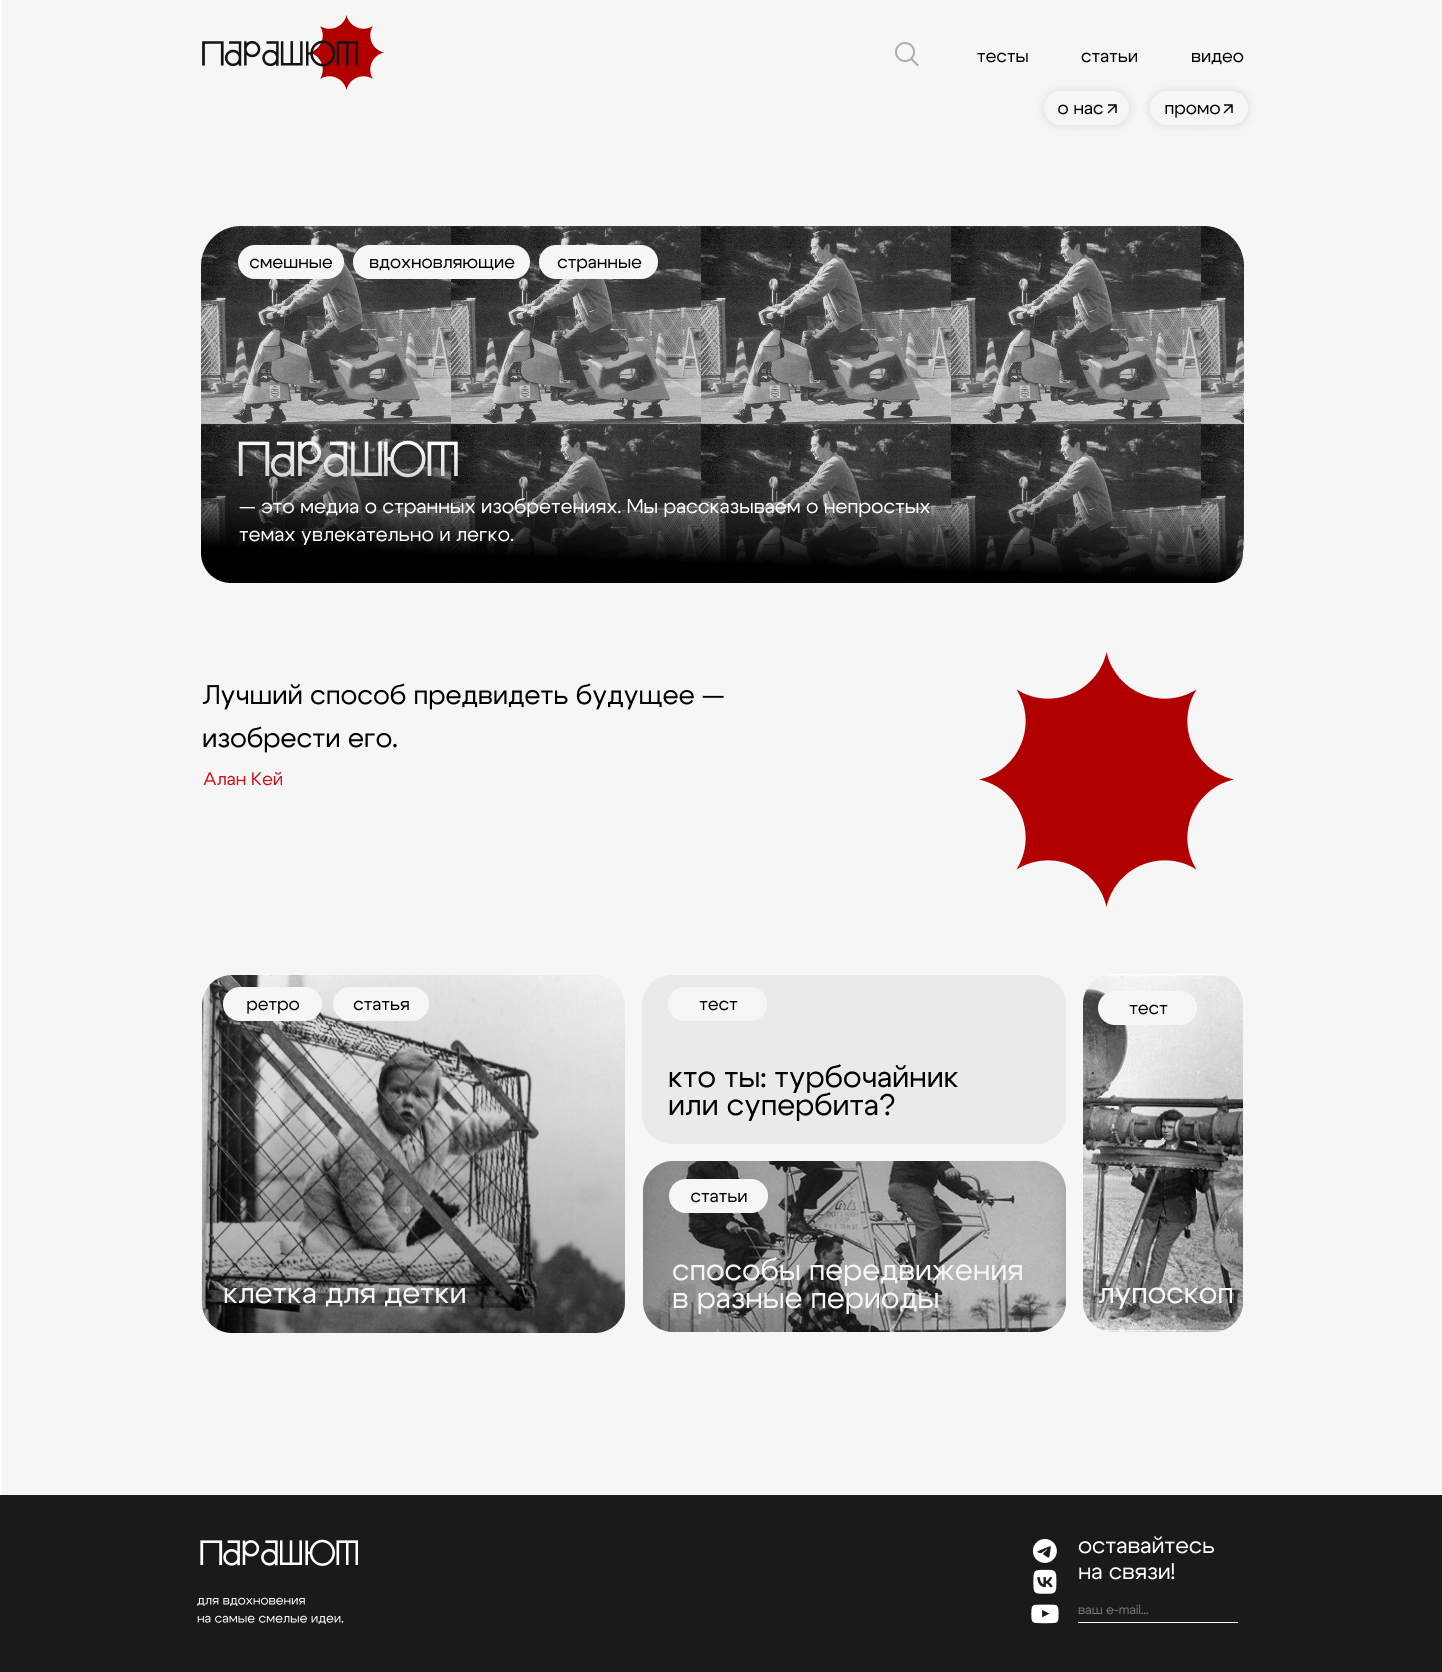 парашют
тесты
статьи
видео
о нас
промо
смешные
вдохновляющие
странные
парашют
— это медиа о странных изобретениях. Мы рассказываем о непростых
темах увлекательно и легко.
Лучший способ предвидеть будущее —
изобрести его.
Алан Кей
ретро
статья
клетка для детки
тест
кто ты: турбочайник
или супербита?
статьи
способы передвижения
в разные периоды
тест
лупоскоп
парашют
для вдохновения
на самые смелые идеи.
оставайтесь
на связи!
ваш e-mail...